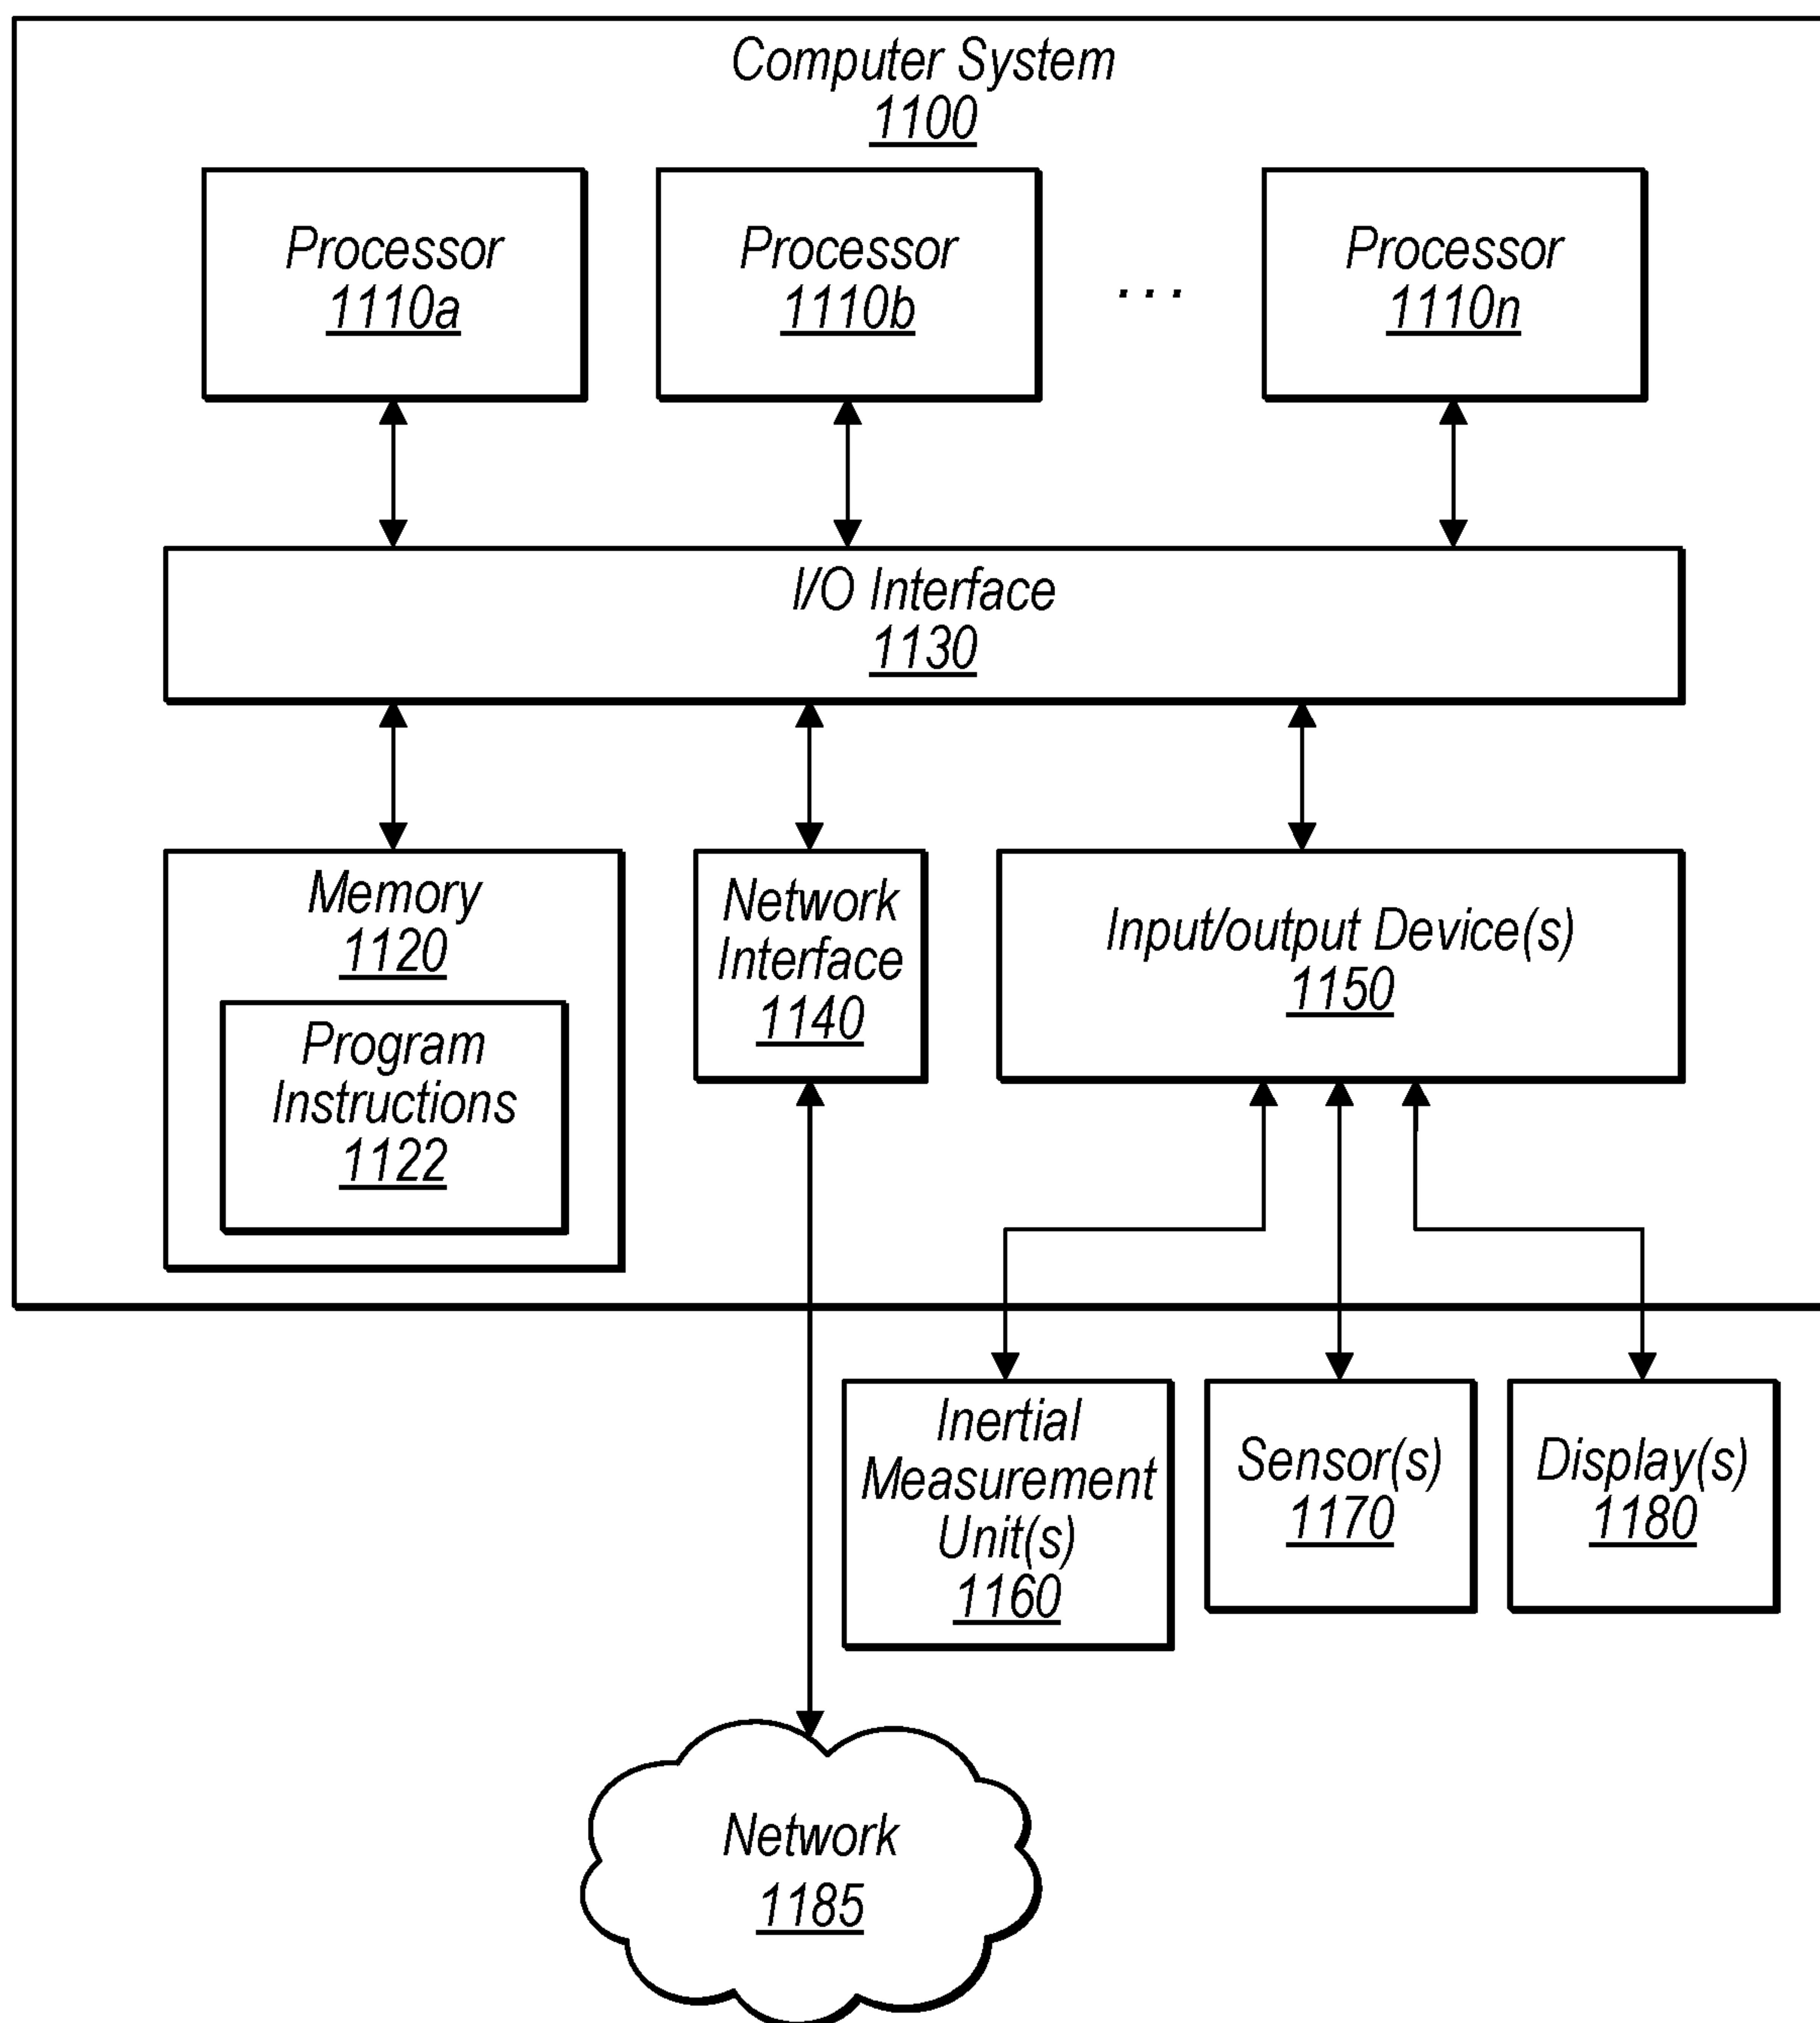 Computer System
1100
Processor
1110a
Processor
1110b
...
Processor
1110n
I/O Interface
1130
Memory
1120
Program
Instructions
1122
Network
Interface
1140
Input/output Device(s)
1150
Inertial
Measurement
Unit(s)
1160
Sensor(s)
1170
Display(s)
1180
Network
1185